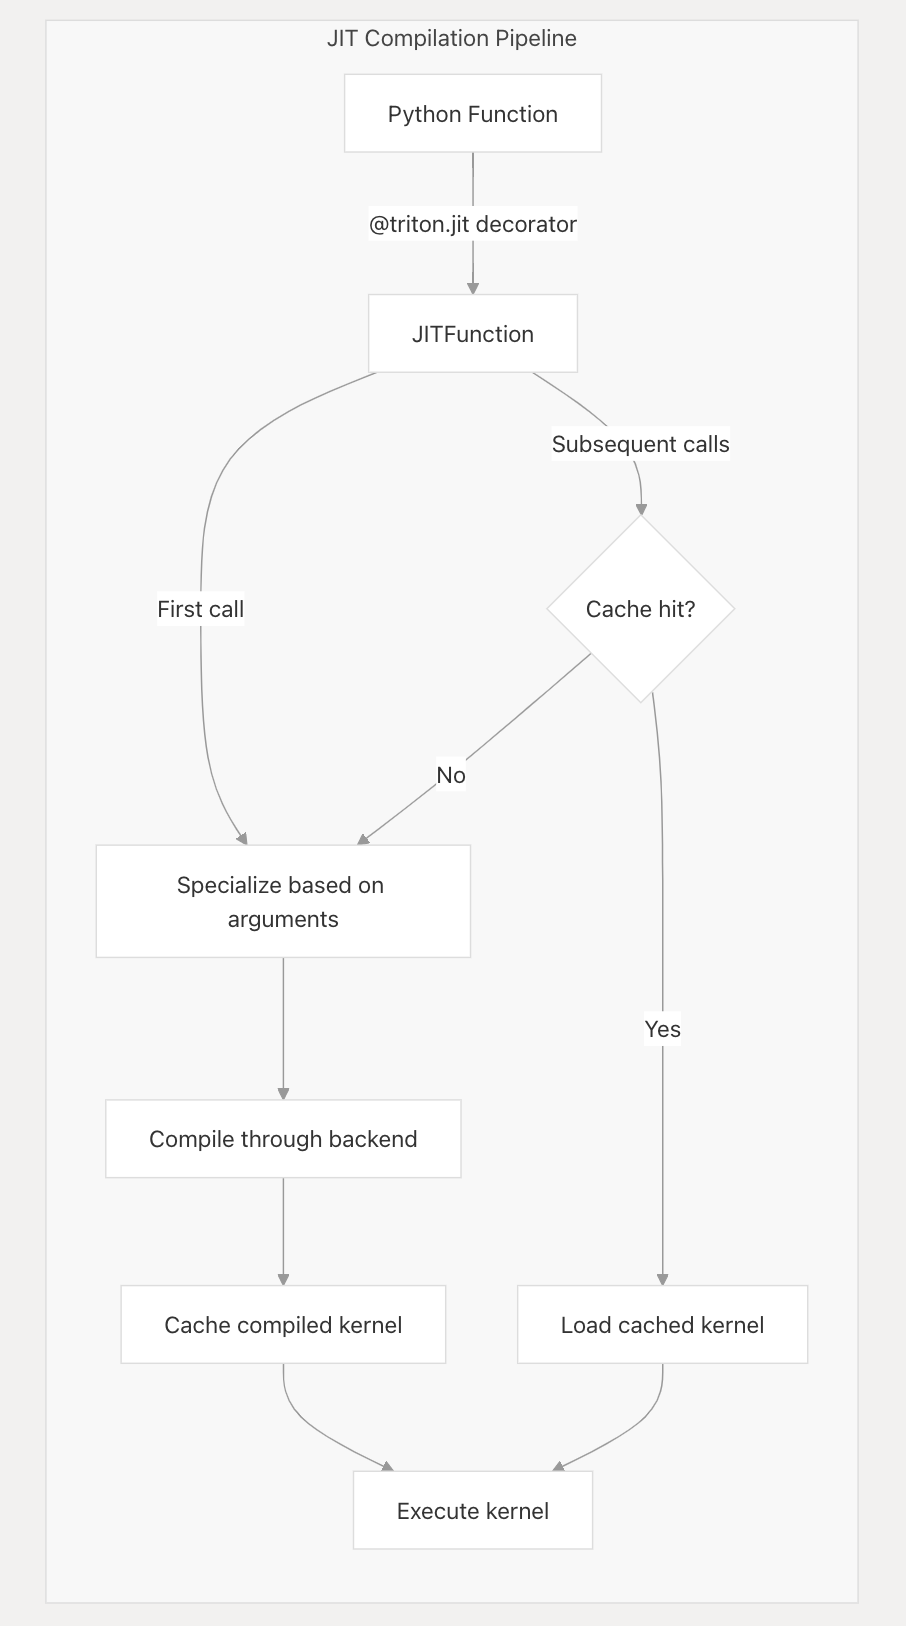 JIT Compilation Pipeline
Python Function
@triton.jit decorator
JITFunction
Subsequent calls
First call
Cache hit?
No
Specialize based on
arguments
Yes
Compile through backend
Cache compiled kernel
Load cached kernel
Execute kernel